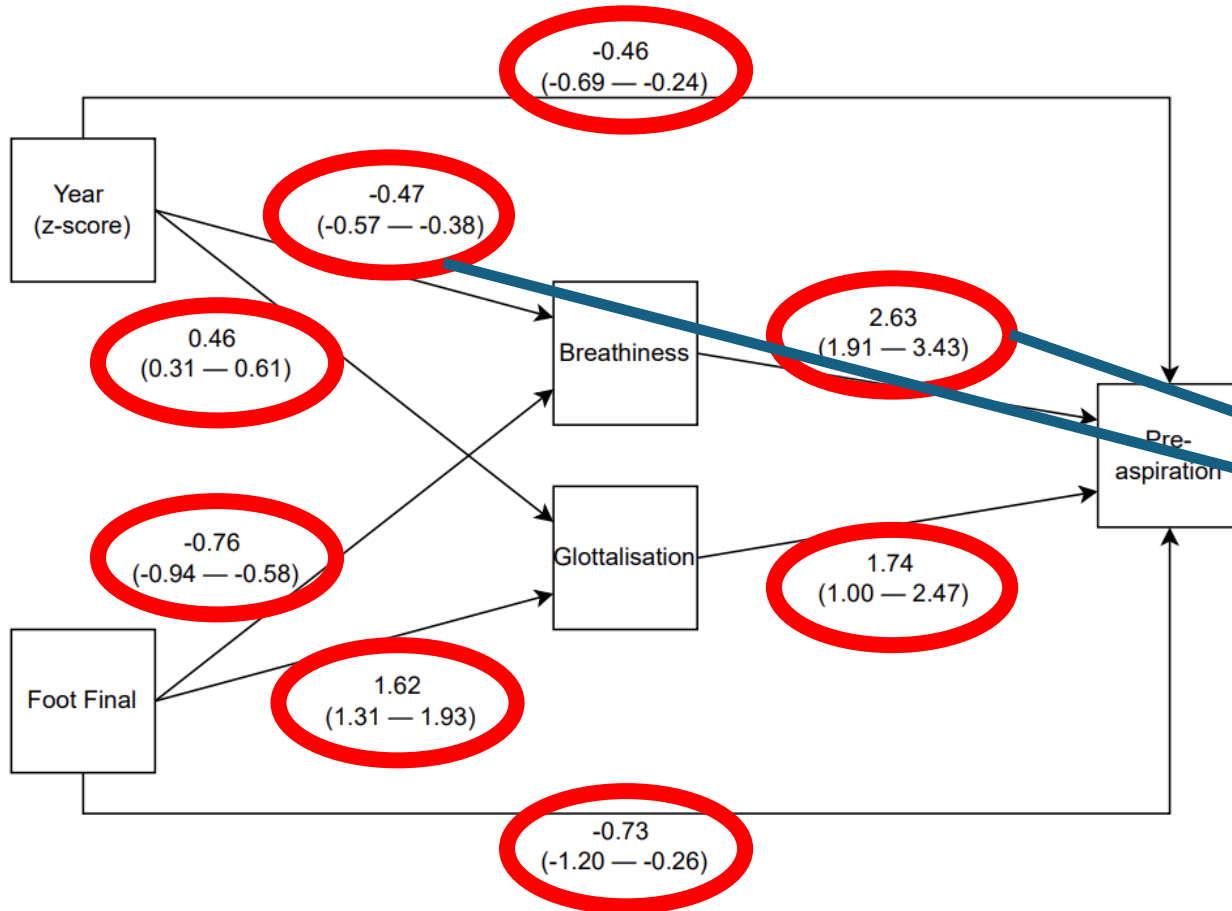 -0.46
(-0.69 — -0.24)
Year
(z-score)
-0.47
(-0.57 — -0.38)
0.46
(0.31 — 0.61)
Breathiness
2.63
(1.91 — 3.43)
Pre-
aspiration
-0.76
(-0.94 — -0.58)
Glottalisation
1.74
(1.00 — 2.47)
Foot Final
1.62
(1.31 — 1.93)
-0.73
(-1.20 — -0.26)